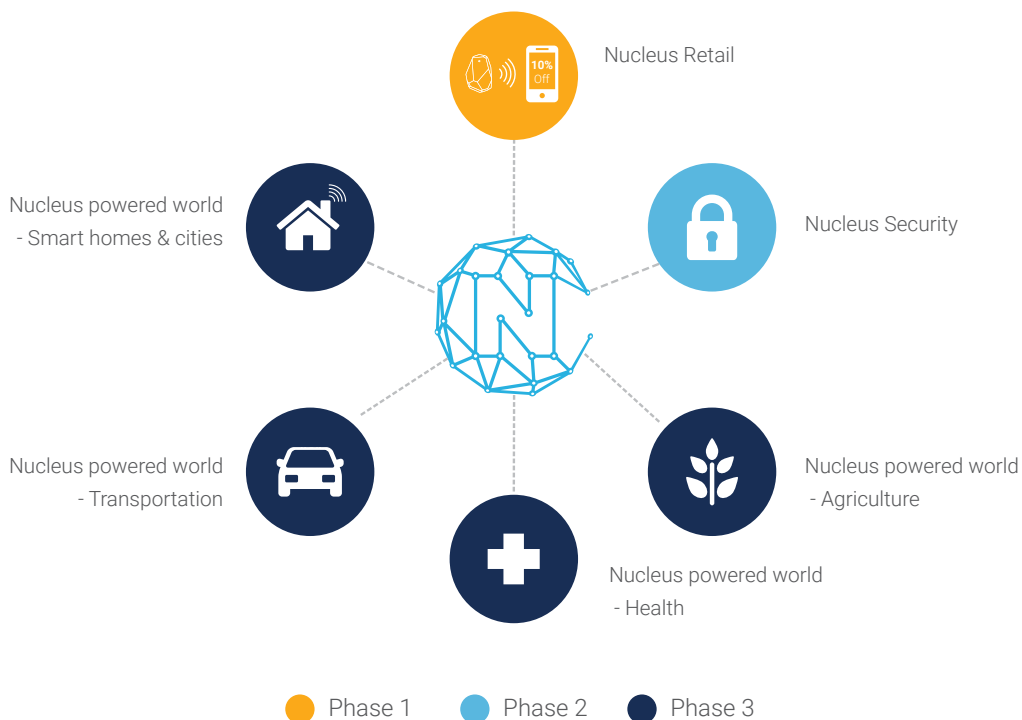 10%
Off
Nucleus Retail
Nucleus powered world
- Smart homes & cities
Nucleus Security
N
Nucleus powered world
- Transportation
Nucleus powered world
- Agriculture
Nucleus powered world
- Health
Phase 1
Phase 2
Phase 3